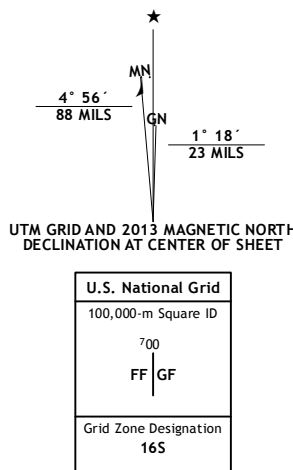 ★
MN
GN
4° 56´
88 MILS
1° 18´
23 MILS
UTM GRID AND 2013 MAGNETIC NORTH
DECLINATION AT CENTER OF SHEET
U.S. National Grid
100,000-m Square ID
⁷00
FF GF
Grid Zone Designation
16S